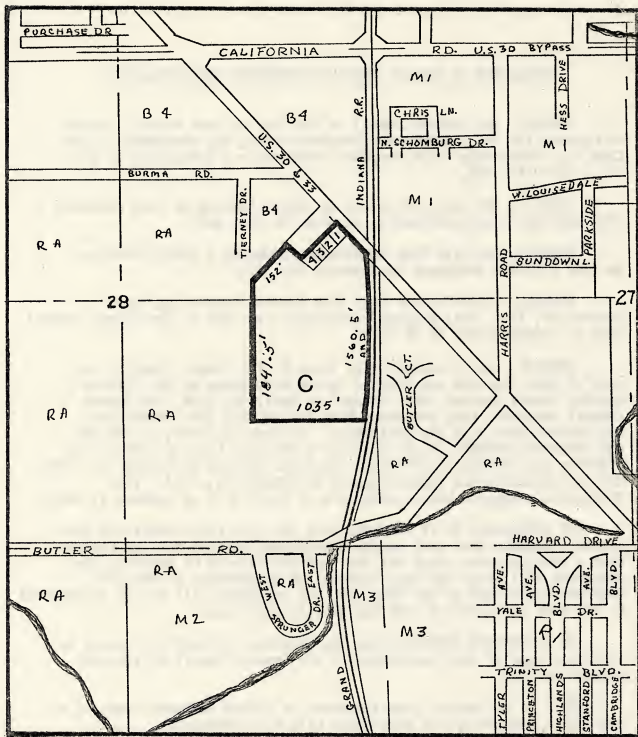 PURCHASE DR
CALIFORNIA RD. U.S. 30 BYPASS
M1
HESS DRIVE
B4
B4
U.S. 30 & 33
R.R.
CHRIS LN.
N. SCHOMBURG DR.
M1
BURMA RD.
INDIANA
M1
W. LOUISEDALE
TIERNEY DR.
B4
PARKSIDE
RA
RA
4 3 2 1
HARRIS ROAD
SUNDOWN L.
152'
28
27
1841.5'
1560.5'
AND
C
1035'
BUTLER CT.
RA
RA
RA
RA
BUTLER RD.
HARVARD DRIVE
RA
RA
WEST
RA
EAST
SPRUNGER DR.
M2
M3
M3
AVE.
AVE.
BLVD.
AVE.
BLVD.
YALE DR.
R1
TRINITY BLVD.
GRAND
TYLER
PRINCETON
HIGHLANDS
STANFORD
CAMBRIDGE